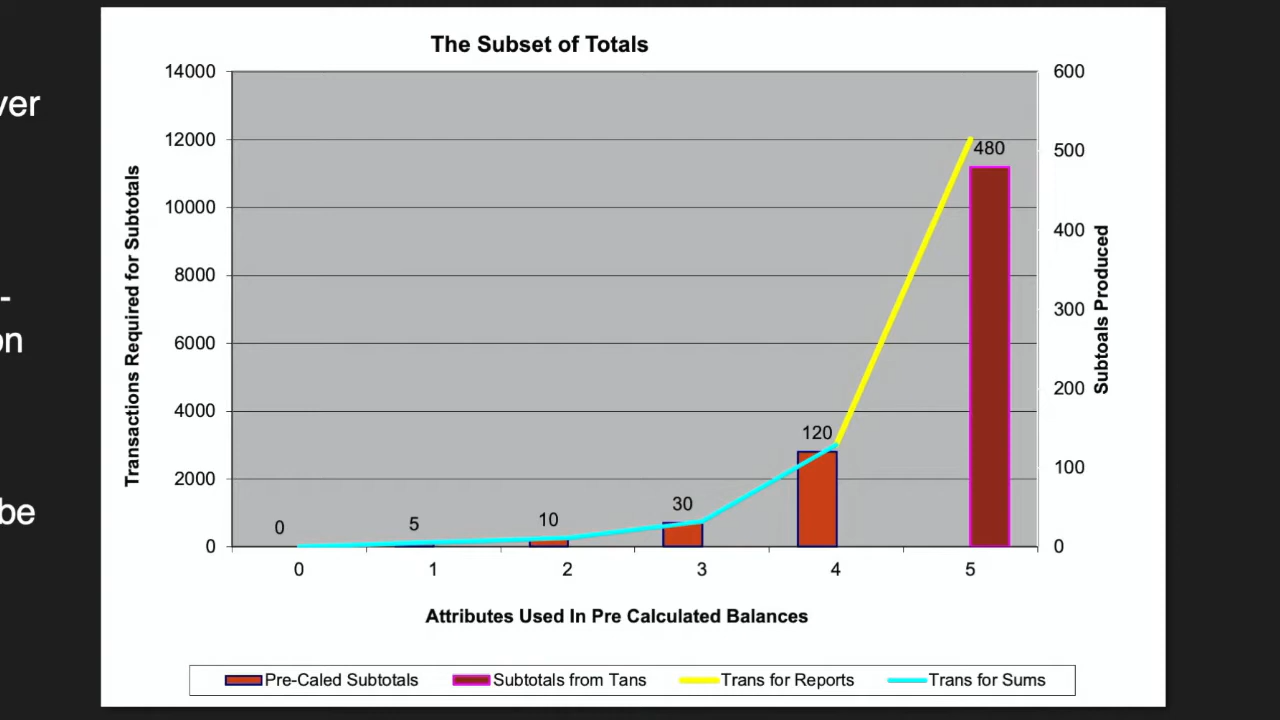 ver
-
on
be
The Subset of Totals
14000
12000
10000
8000
6000
4000
2000
0
Transactions Required for Subtotals
600
500
400
300
200
100
0
Subtoals Produced
0
5
10
30
120
480
0 1 2 3 4 5
Attributes Used In Pre Calculated Balances
Pre-Caled Subtotals Subtotals from Tans Trans for Reports Trans for Sums